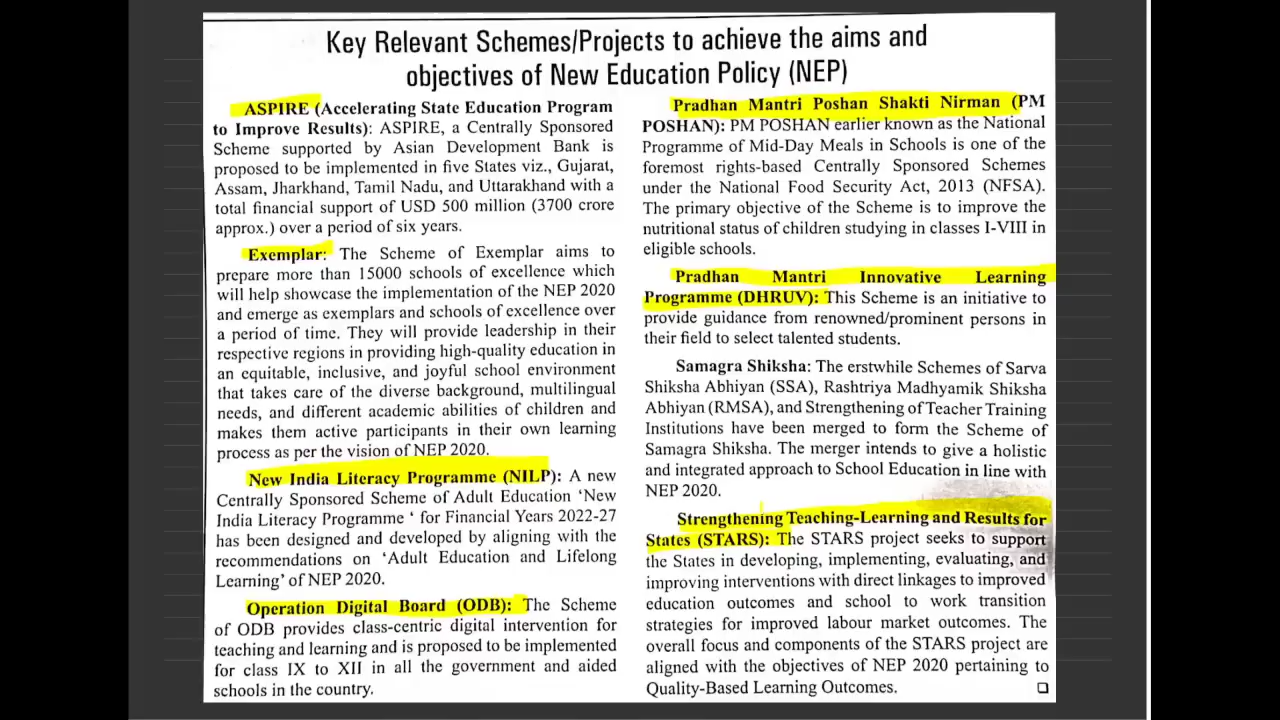 Key Relevant Schemes/Projects to achieve the aims and
objectives of New Education Policy (NEP)
ASPIRE (Accelerating State Education Program
to Improve Results): ASPIRE, a Centrally Sponsored
Scheme supported by Asian Development Bank is
proposed to be implemented in five States viz., Gujarat,
Assam, Jharkhand, Tamil Nadu, and Uttarakhand with a
total financial support of USD 500 million (3700 crore
approx.) over a period of six years.
Exemplar: The Scheme of Exemplar aims to
prepare more than 15000 schools of excellence which
will help showcase the implementation of the NEP 2020
and emerge as exemplars and schools of excellence over
a period of time. They will provide leadership in their
respective regions in providing high-quality education in
an equitable, inclusive, and joyful school environment
that takes care of the diverse background, multilingual
needs, and different academic abilities of children and
makes them active participants in their own learning
process as per the vision of NEP 2020.
New India Literacy Programme (NILP): A new
Centrally Sponsored Scheme of Adult Education 'New
India Literacy Programme ' for Financial Years 2022-27
has been designed and developed by aligning with the
recommendations on 'Adult Education and Lifelong
Learning' of NEP 2020.
Operation Digital Board (ODB): The Scheme
of ODB provides class-centric digital intervention for
teaching and learning and is proposed to be implemented
for class IX to XII in all the government and aided
schools in the country.
Pradhan Mantri Poshan Shakti Nirman (PM
POSHAN): PM POSHAN earlier known as the National
Programme of Mid-Day Meals in Schools is one of the
foremost rights-based Centrally Sponsored Schemes
under the National Food Security Act, 2013 (NFSA).
The primary objective of the Scheme is to improve the
nutritional status of children studying in classes I-VIII in
eligible schools.
Pradhan Mantri Innovative Learning
Programme (DHRUV): This Scheme is an initiative to
provide guidance from renowned/prominent persons in
their field to select talented students.
Samagra Shiksha: The erstwhile Schemes of Sarva
Shiksha Abhiyan (SSA), Rashtriya Madhyamik Shiksha
Abhiyan (RMSA), and Strengthening of Teacher Training
Institutions have been merged to form the Scheme of
Samagra Shiksha. The merger intends to give a holistic
and integrated approach to School Education in line with
NEP 2020.
Strengthening Teaching-Learning and Results for
States (STARS): The STARS project seeks to support
the States in developing, implementing, evaluating, and
improving interventions with direct linkages to improved
education outcomes and school to work transition
strategies for improved labour market outcomes. The
overall focus and components of the STARS project are
aligned with the objectives of NEP 2020 pertaining to
Quality-Based Learning Outcomes.